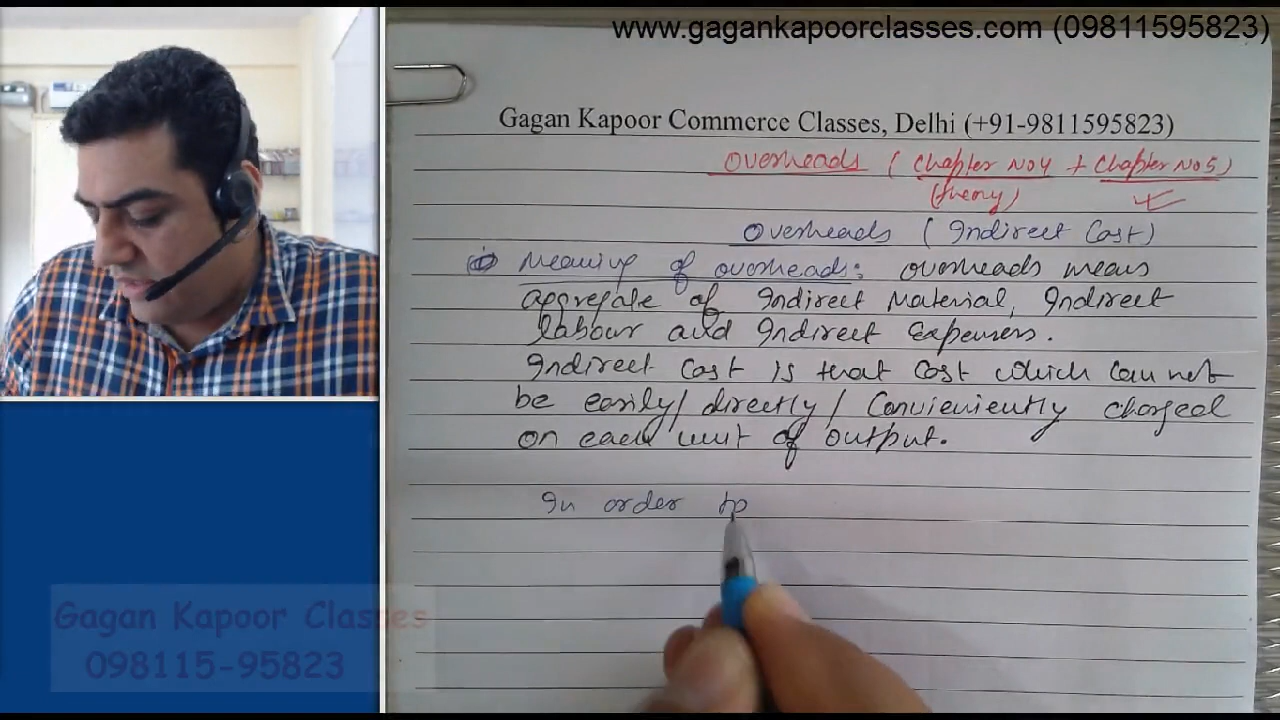 www.gagankapoorclasses.com (09811595823)
Gagan Kapoor Commerce Classes, Delhi (+91-9811595823)
Overheads ( Chapter No 4 + Chapter No 5 )
(theory)
Overheads ( Indirect Cost )
Meaning of overheads: overheads means
aggregate of Indirect Material, Indirect
labour and Indirect Expenses.
Indirect Cost is that cost which can not
be easily/ directly/ Convieniently charged
on each unit of output.
In order to
Gagan Kapoor Classes
098115-95823